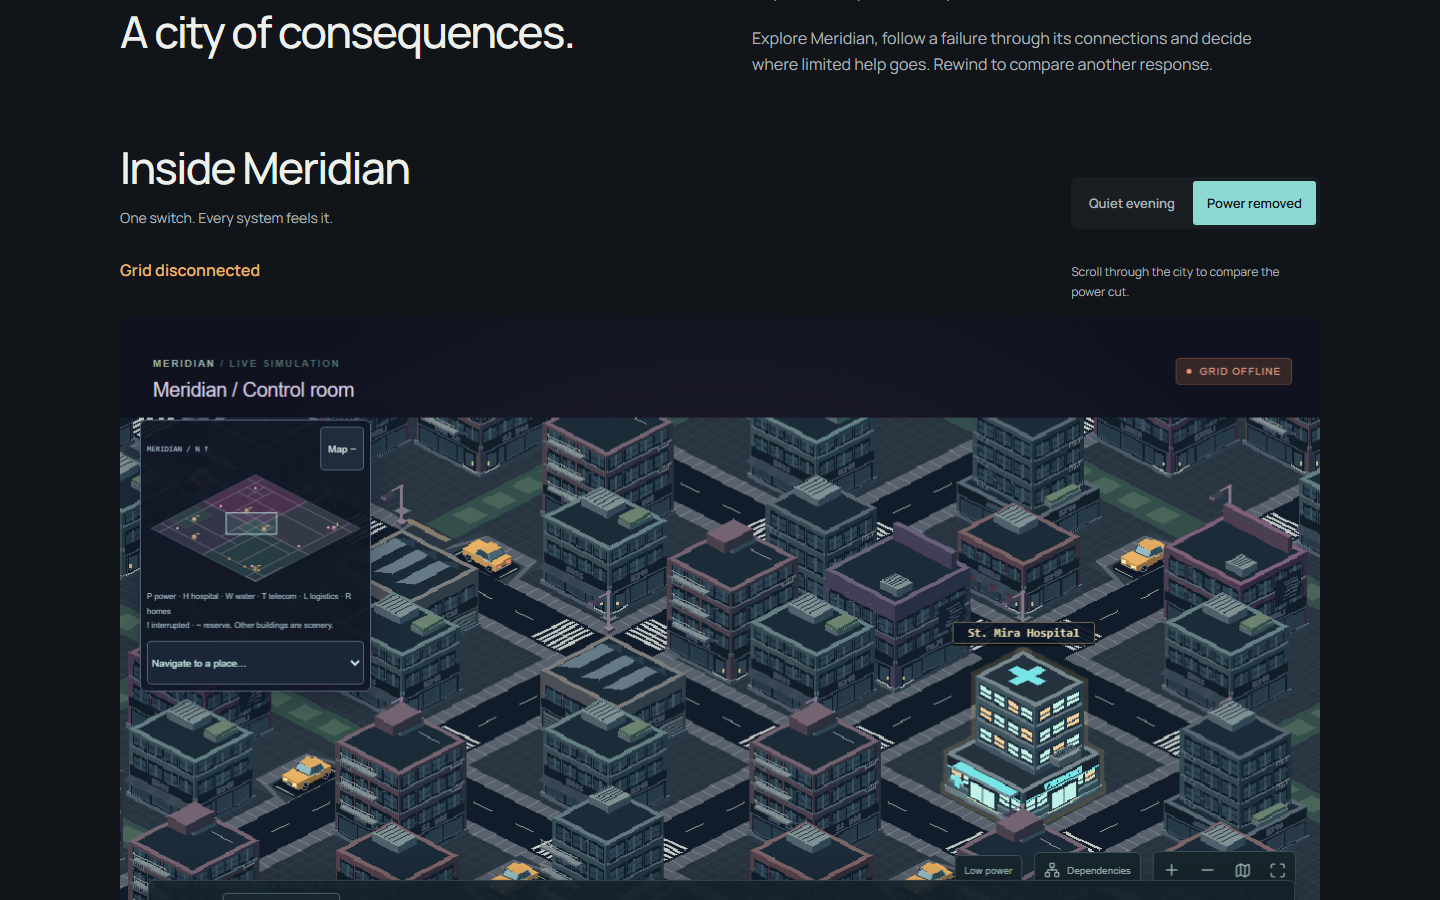 A city of consequences.
Explore Meridian, follow a failure through its connections and decide
where limited help goes. Rewind to compare another response.
Inside Meridian
One switch. Every system feels it.
Quiet evening
Power removed
Grid disconnected
Scroll through the city to compare the
power cut.
MERIDIAN / LIVE SIMULATION
Meridian / Control room
GRID OFFLINE
MERIDIAN / N ↑
Map −
P power · H hospital · W water · T telecom · L logistics · R
homes
! interrupted · ~ reserve. Other buildings are scenery.
Navigate to a place...
St. Mira Hospital
Low power
Dependencies